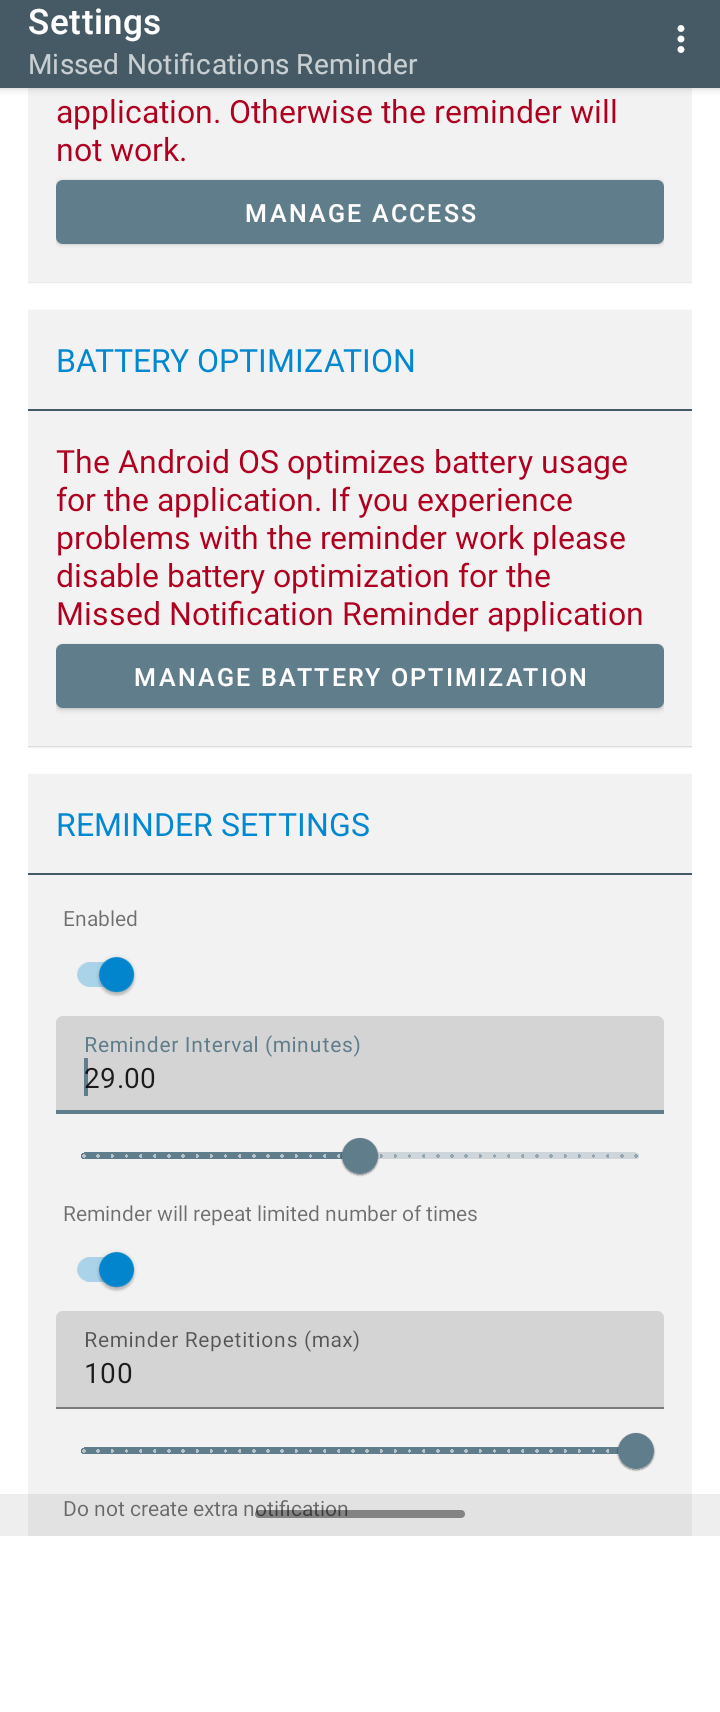 Settings
Missed Notifications Reminder
application. Otherwise the reminder will
not work.
MANAGE ACCESS
BATTERY OPTIMIZATION
The Android OS optimizes battery usage
for the application. If you experience
problems with the reminder work please
disable battery optimization for the
Missed Notification Reminder application
MANAGE BATTERY OPTIMIZATION
REMINDER SETTINGS
Enabled
Reminder Interval (minutes)
29.00
Reminder will repeat limited number of times
Reminder Repetitions (max)
100
Do not create extra notification